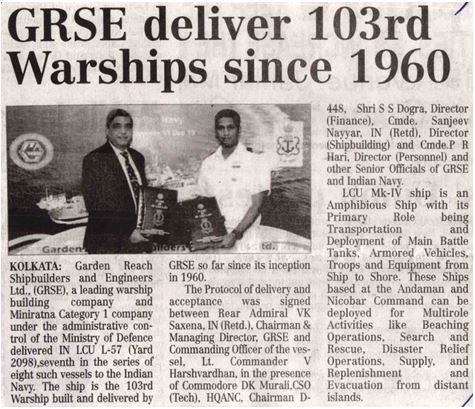 GRSE deliver 103rd
Warships since 1960
Garden
Ltd.,
KOLKATA: Garden Reach
Shipbuilders and Engineers
Ltd., (GRSE), a leading warship
building company and
Miniratna Category 1 company
under the administrative con-
trol of the Ministry of Defence
delivered IN LCU L-57 (Yard
2098),seventh in the series of
eight such vessels to the Indian
Navy. The ship is the 103rd
Warship built and delivered by
GRSE so far since its inception
in 1960.
The Protocol of delivery and
acceptance was signed
between Rear Admiral VK
Saxena, IN (Retd.), Chairman &
Managing Director, GRSE and
Commanding Officer of the ves-
sel, Lt. Commander V
Harshvardhan, in the presence
of Commodore DK Murali.CSO
(Tech), HQANC, Chairman D-
448, Shri S S Dogra, Director
(Finance), Cmde. Sanjeev
Nayyar, IN (Retd), Director
(Shipbuilding) and Cmde.P R
Hari, Director (Personnel) and
other Senior Officials of GRSE
and Indian Navy.
LCU Mk-IV ship is an
Amphibious Ship with its
Primary Role being
Transportation and
Deployment of Main Battle
Tanks, Armored Vehicles,
Troops and Equipment from
Ship to Shore. These Ships
based at the Andaman and
Nicobar Command can be
deployed for Multirole
Activities like Beaching
Operations, Search and
Rescue, Disaster Relief
Operations, Supply, and
Replenishment and
Evacuation from distant
islands.